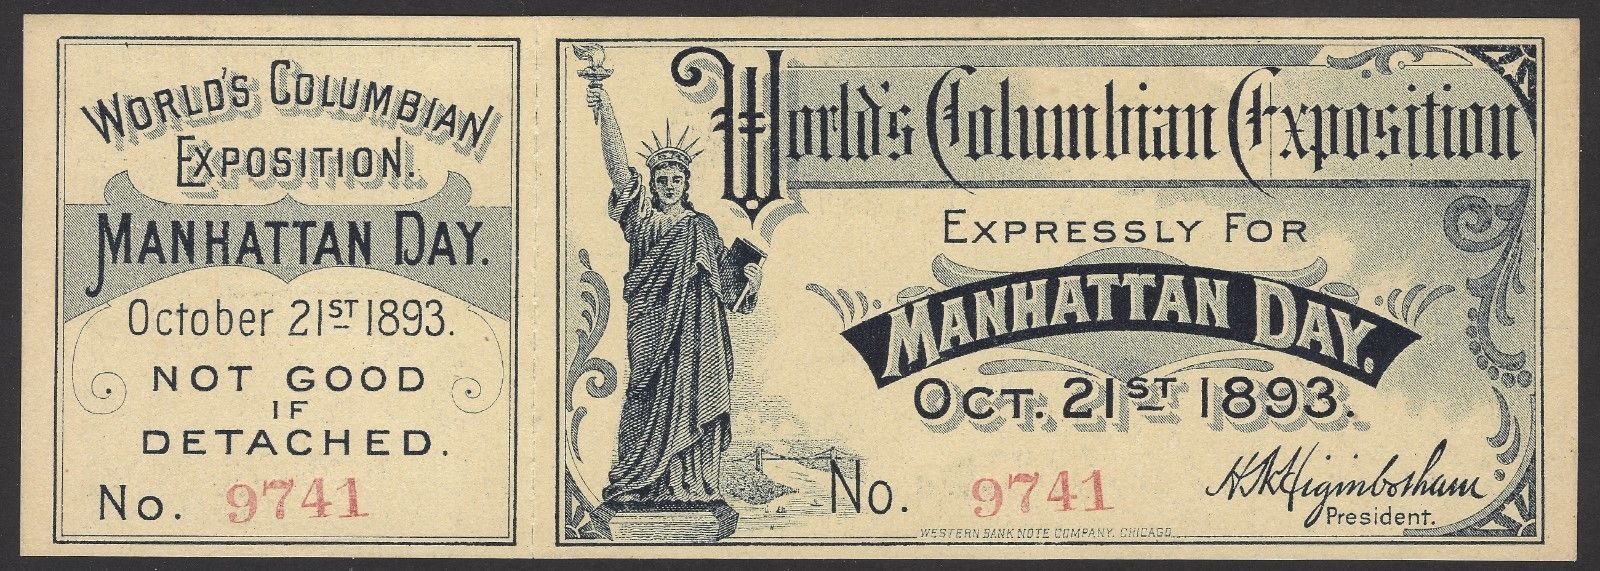 WORLD'S COLUMBIAN
EXPOSITION.
MANHATTAN DAY.
October 21ST 1893.
NOT GOOD
IF
DETACHED.
No. 9741
World's Columbian Exposition
EXPRESSLY FOR
MANHATTAN DAY.
OCT. 21ST 1893.
No. 9741
H. N. Higinbotham
President.
WESTERN BANK NOTE COMPANY, CHICAGO.